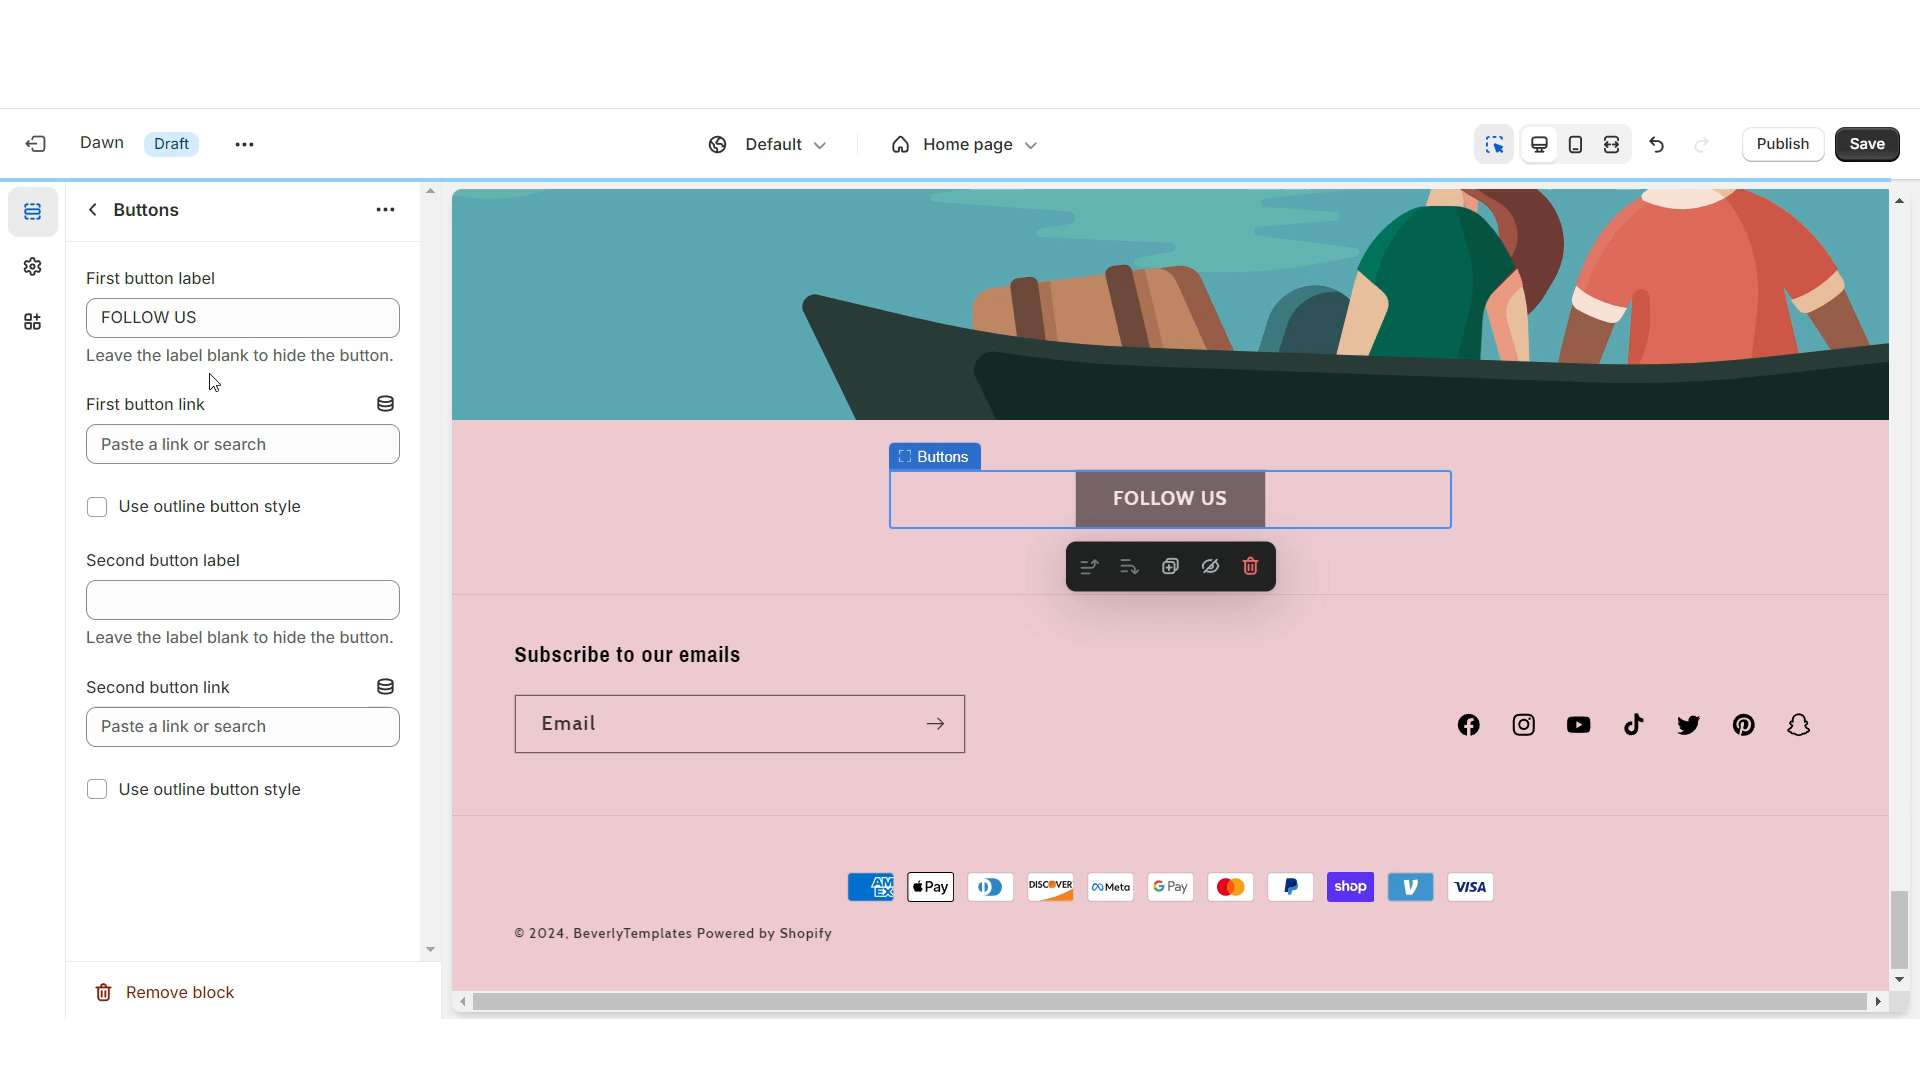 Dawn Draft Default Home page Publish Save
Buttons
First button label
FOLLOW US
Leave the label blank to hide the button.
First button link
Paste a link or search
Use outline button style
Second button label
Leave the label blank to hide the button.
Second button link
Paste a link or search
Use outline button style
Remove block
Buttons
FOLLOW US
Subscribe to our emails
Email
AM EX Pay DISCOVER Meta G Pay shop VISA
© 2024, BeverlyTemplates Powered by Shopify